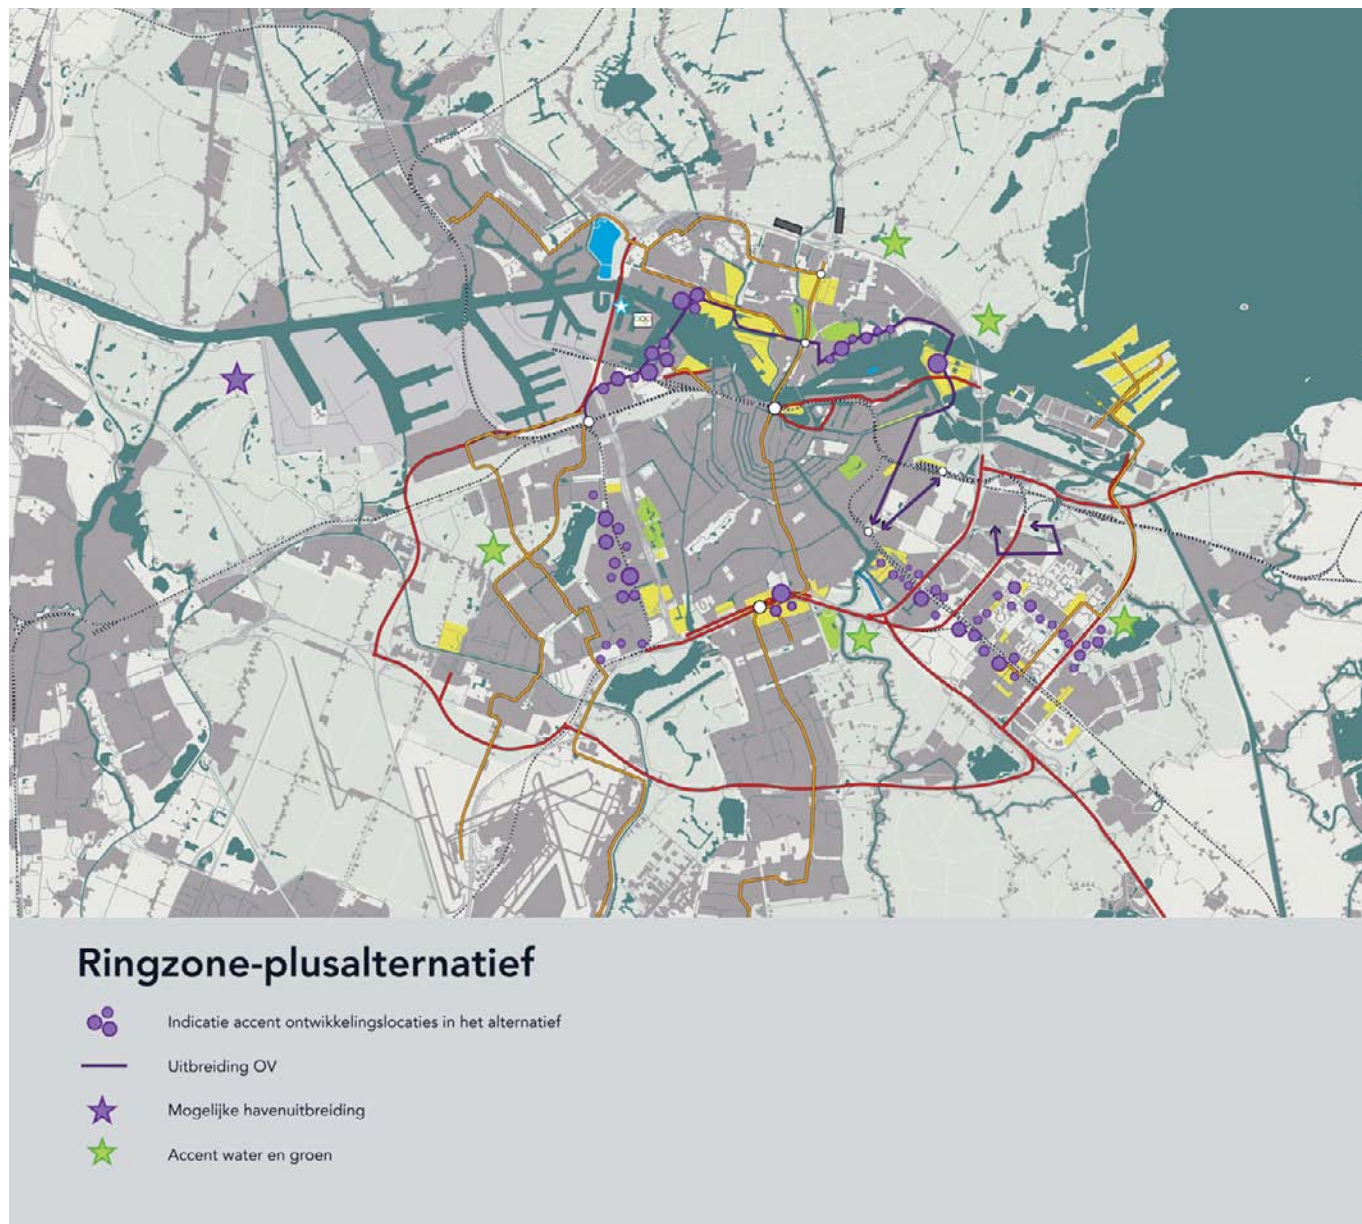 Ringzone-plusalternatief
Indicatie accent ontwikkelingslocaties in het alternatief
Uitbreiding OV
Mogelijke havenuitbreiding
Accent water en groen